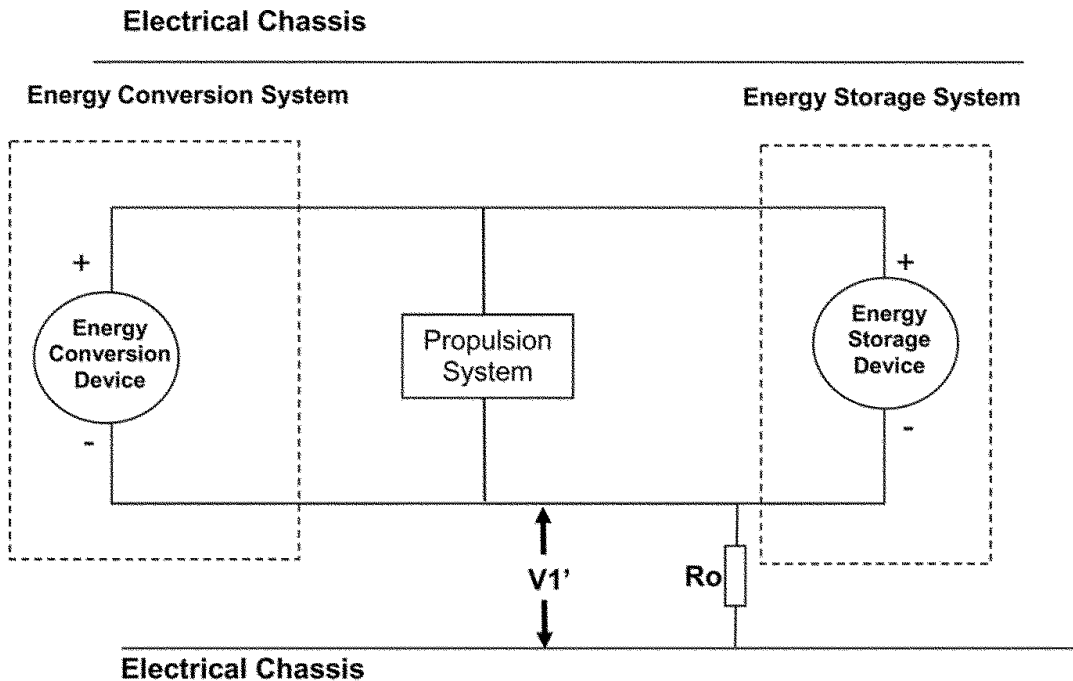 Electrical Chassis
Energy Conversion System
Energy Storage System
+
+
Energy
Conversion
Device
Propulsion
System
Energy
Storage
Device
-
-
V1’
Ro
Electrical Chassis